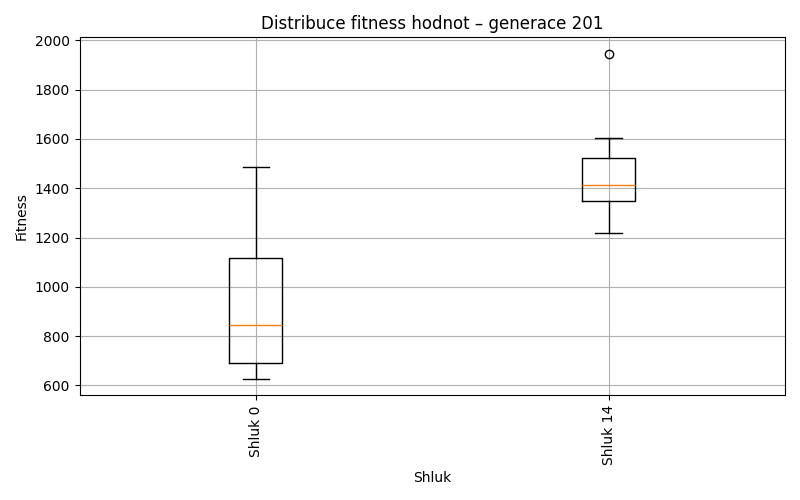 Distribuce fitness hodnot – generace 201
Fitness
2000
1800
1600
1400
1200
1000
800
600
Shluk 0
Shluk 14
Shluk